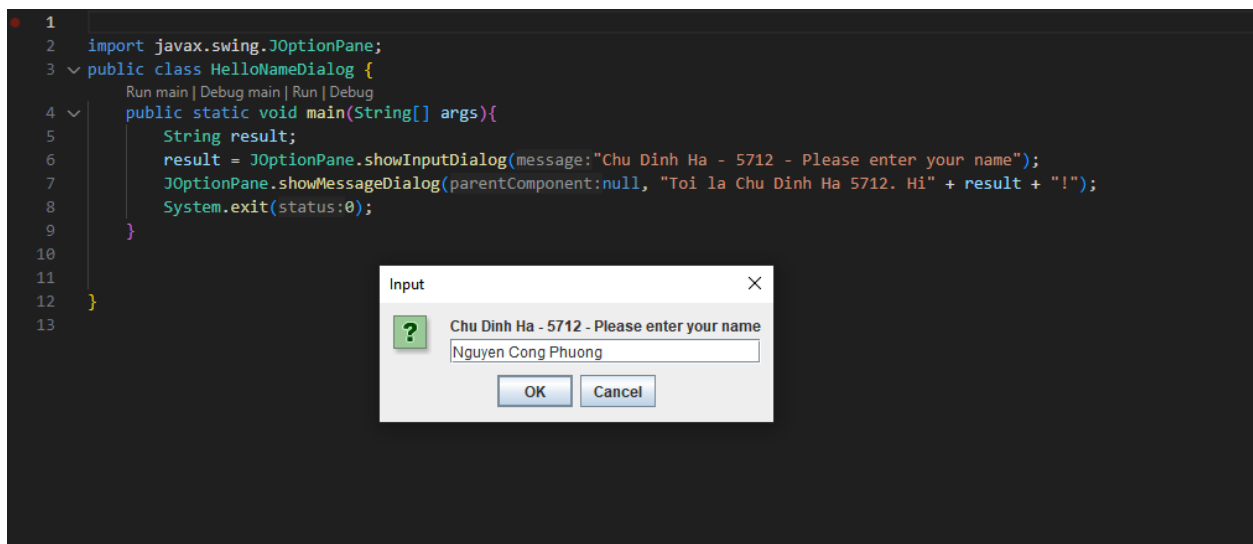 1
2 import javax.swing.JOptionPane;
3 public class HelloNameDialog {
Run main | Debug main | Run | Debug
4 public static void main(String[] args){
5 String result;
6 result = JOptionPane.showInputDialog(message:"Chu Dinh Ha - 5712 - Please enter your name");
7 JOptionPane.showMessageDialog(parentComponent:null, "Toi la Chu Dinh Ha 5712. Hi" + result + "!");
8 System.exit(status:0);
9 }
10
11
12 }
13
Input
Chu Dinh Ha - 5712 - Please enter your name
Nguyen Cong Phuong
OK Cancel